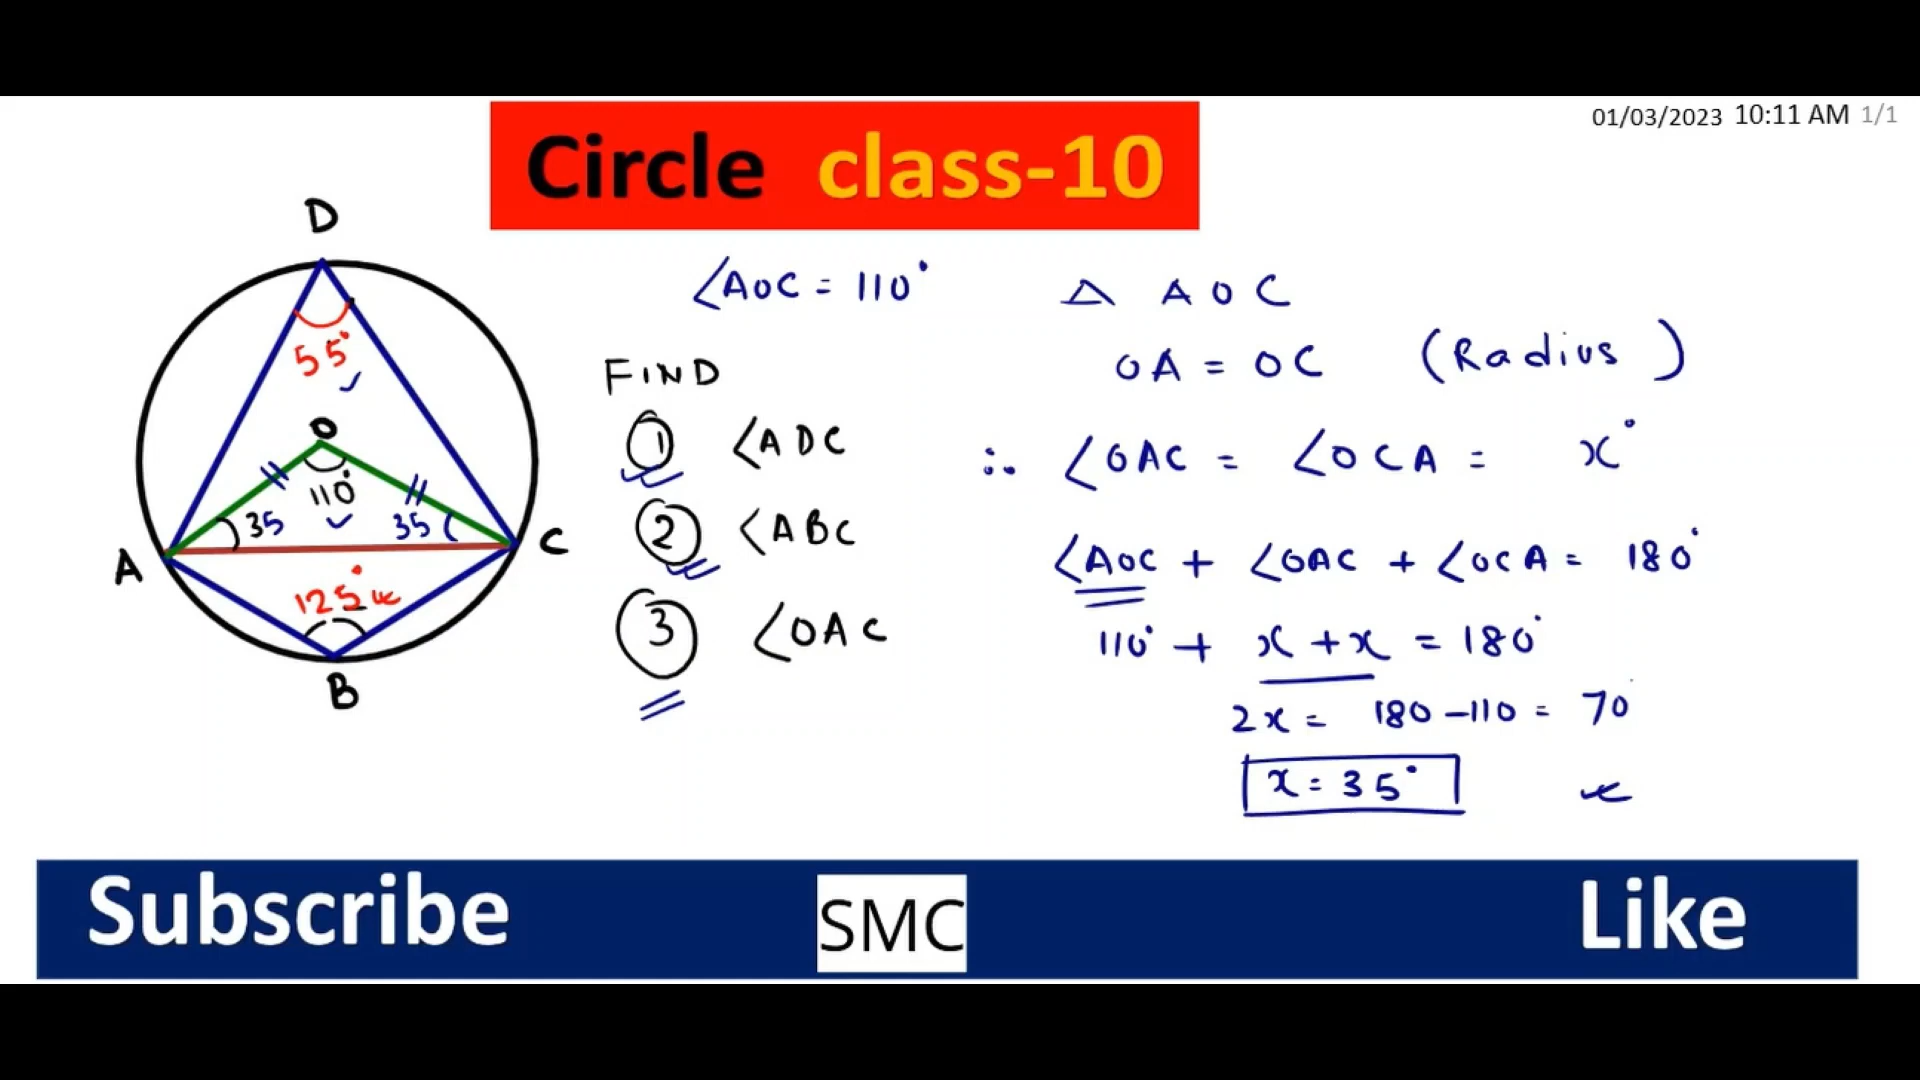 01/03/2023 10:11 AM 1/1
Circle class-10
D
55°
O
110°
35
35
A
C
125°
B
∠AOC = 110°
FIND
① ∠ADC
② ∠ABC
③ ∠OAC
△ AOC
OA = OC (Radius)
∴ ∠OAC = ∠OCA = x°
∠AOC + ∠OAC + ∠OCA = 180°
110° + x + x = 180°
2x = 180 - 110 = 70
x = 35°
Subscribe
SMC
Like